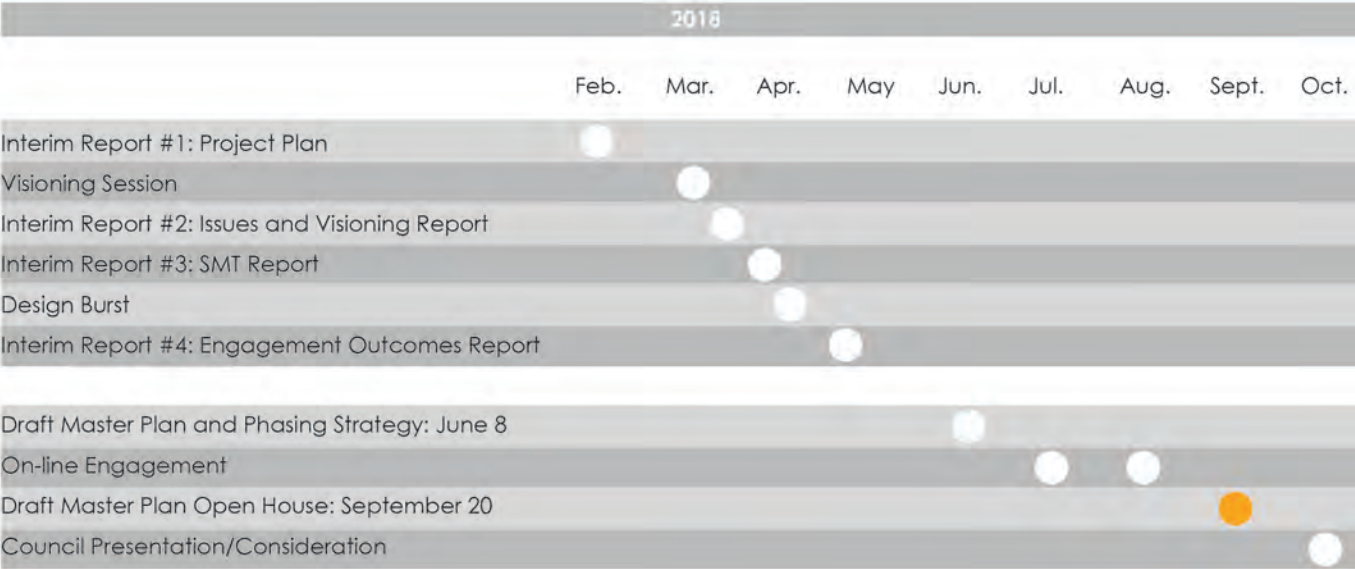 2018
Feb. Mar. Apr. May Jun. Jul. Aug. Sept. Oct.
Interim Report #1: Project Plan
Visioning Session
Interim Report #2: Issues and Visioning Report
Interim Report #3: SMT Report
Design Burst
Interim Report #4: Engagement Outcomes Report
Draft Master Plan and Phasing Strategy: June 8
On-line Engagement
Draft Master Plan Open House: September 20
Council Presentation/Consideration